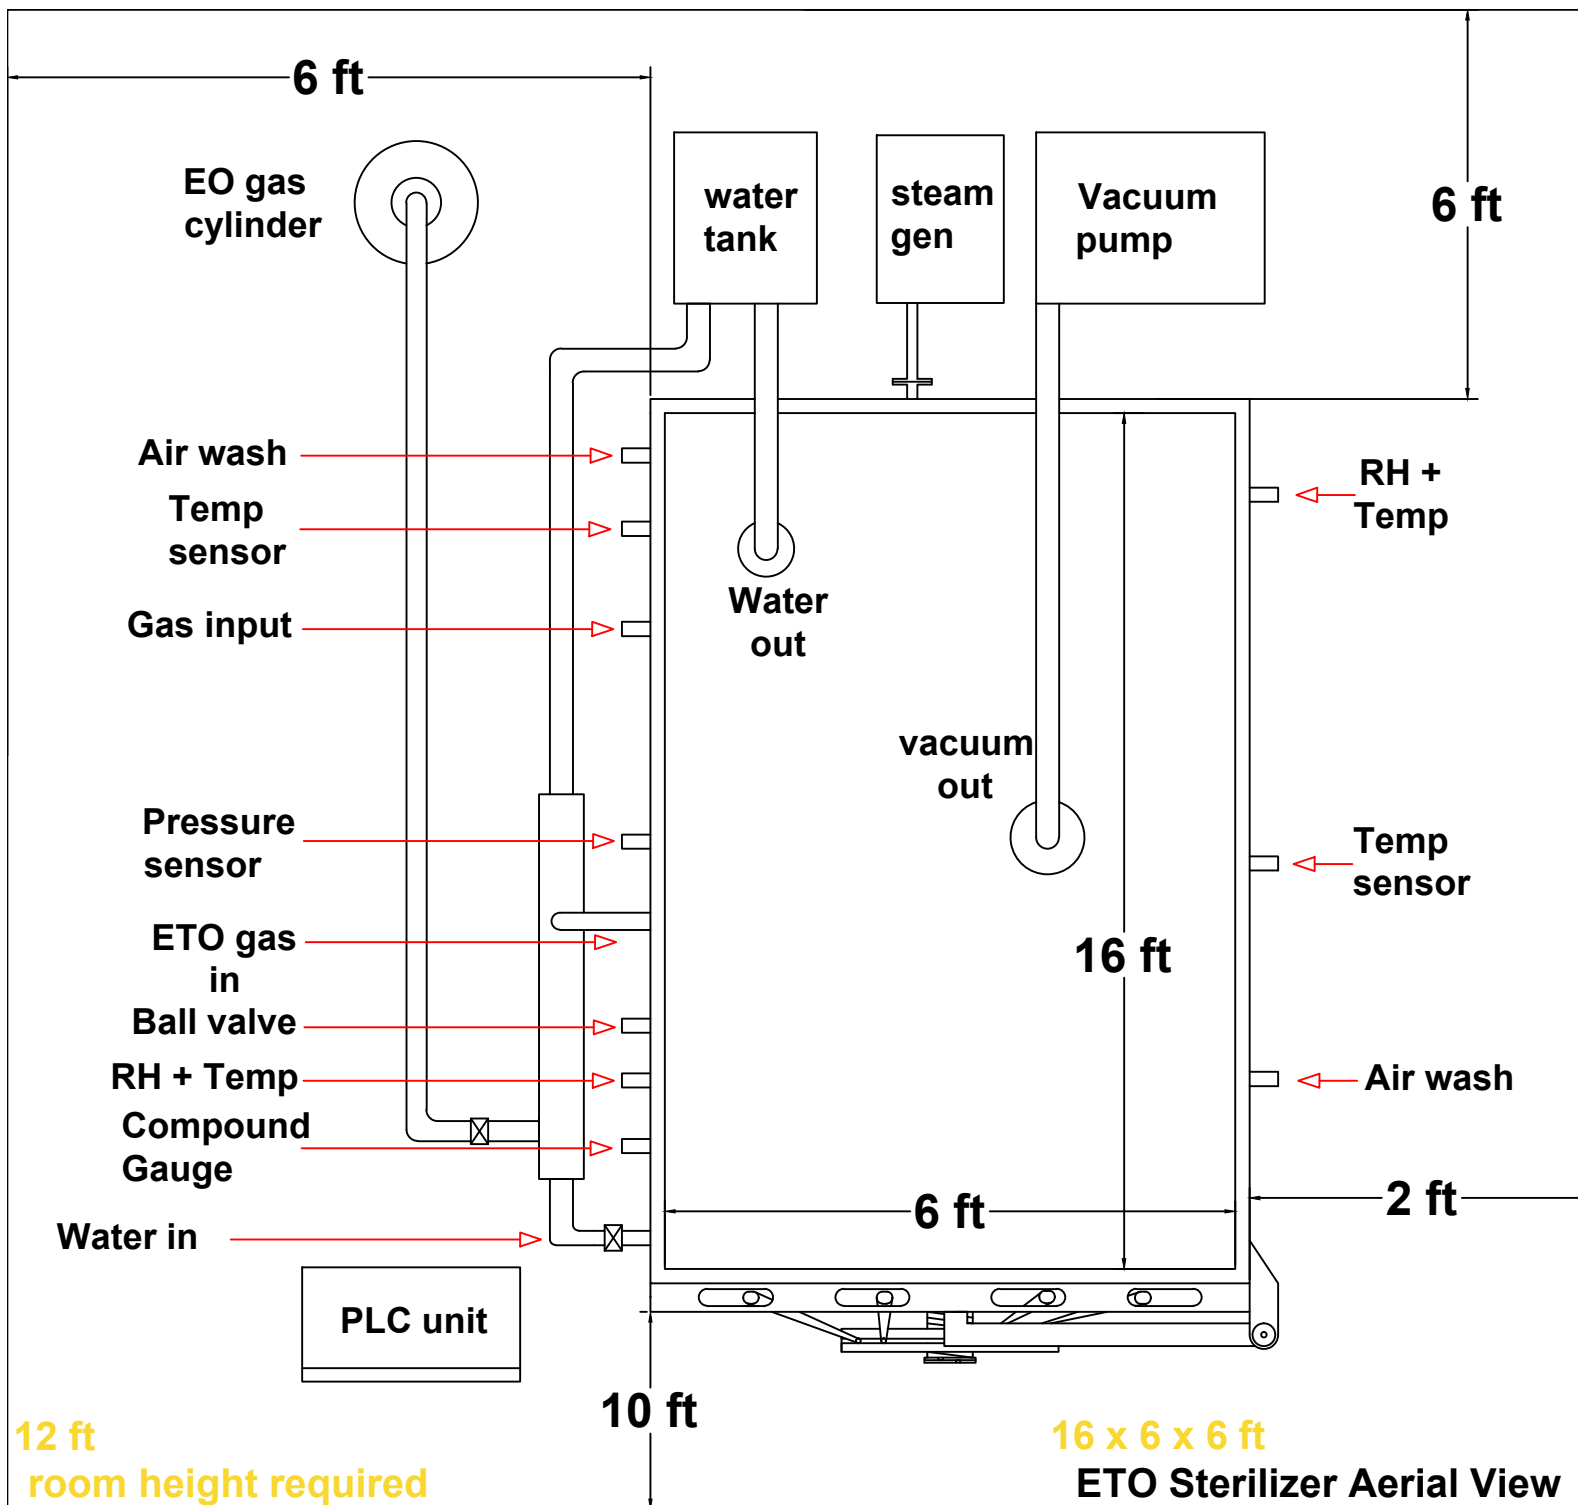 6 ft
EO gas
cylinder
water
tank
steam
gen
Vacuum
pump
6 ft
Air wash
Temp
sensor
Gas input
Water
out
RH +
Temp
vacuum
out
Pressure
sensor
Temp
sensor
ETO gas
in
16 ft
Ball valve
RH + Temp
Air wash
Compound
Gauge
6 ft
2 ft
Water in
PLC unit
10 ft
12 ft
room height required
16 x 6 x 6 ft
ETO Sterilizer Aerial View